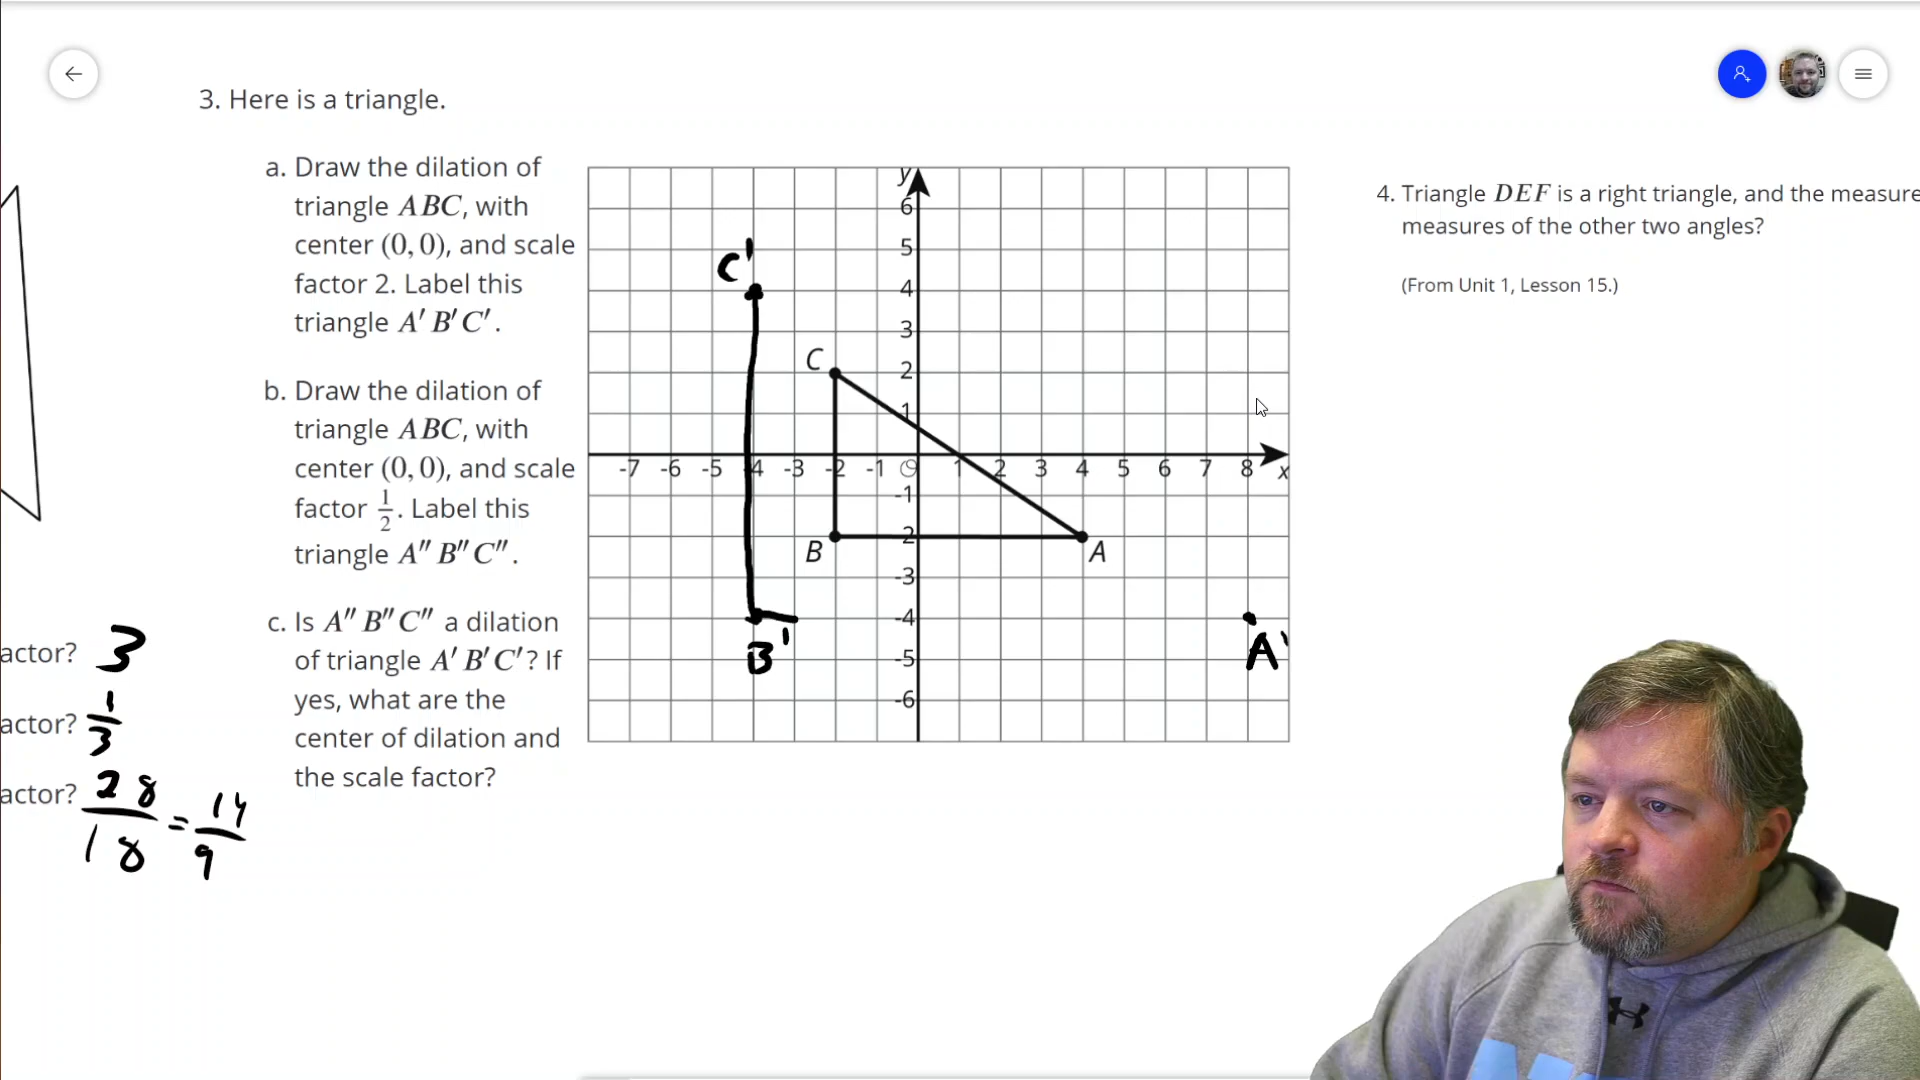 3. Here is a triangle.
a. Draw the dilation of
triangle ABC, with
center (0, 0), and scale
factor 2. Label this
triangle A′ B′ C′.
b. Draw the dilation of
triangle ABC, with
center (0, 0), and scale
factor 1/2. Label this
triangle A″ B″ C″.
c. Is A″ B″ C″ a dilation
of triangle A′ B′ C′? If
yes, what are the
center of dilation and
the scale factor?
actor? 3
actor? 1/3
actor? 28/18 = 14/9
y
6
5
4
3
2
1
-7 -6 -5 4 -3 -2 -1 O 1 2 3 4 5 6 7 8 x
-1
2
-3
-4
-5
-6
C'
C
B
A
B'
A'
4. Triangle DEF is a right triangle, and the measure
measures of the other two angles?
(From Unit 1, Lesson 15.)